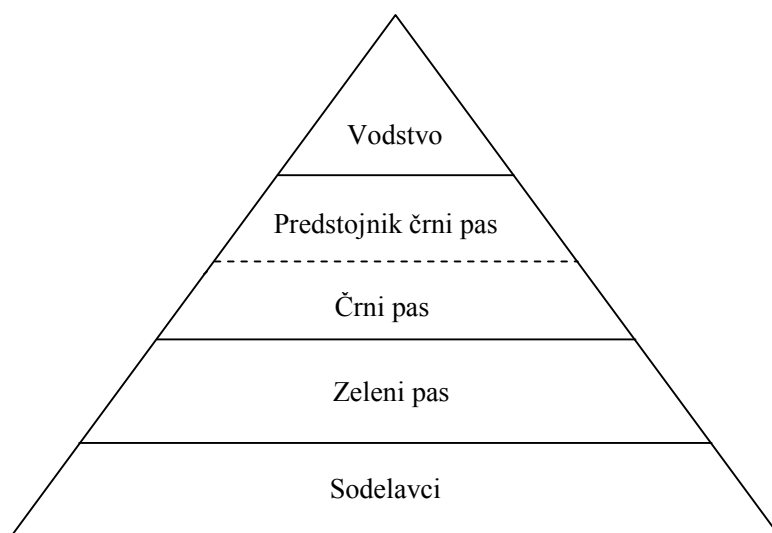 Vodstvo
Predstojnik črni pas
Črni pas
Zeleni pas
Sodelavci